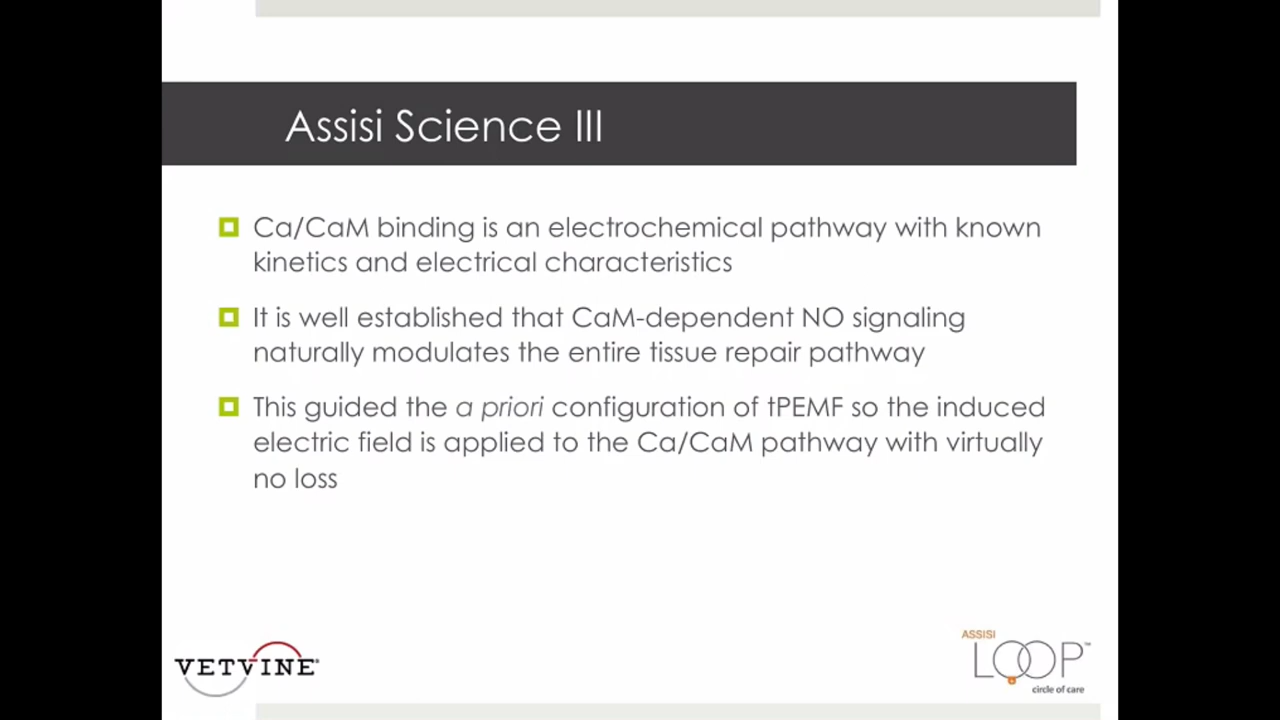 Assisi Science III
Ca/CaM binding is an electrochemical pathway with known
kinetics and electrical characteristics
It is well established that CaM-dependent NO signaling
naturally modulates the entire tissue repair pathway
This guided the a priori configuration of tPEMF so the induced
electric field is applied to the Ca/CaM pathway with virtually
no loss
VETVINE®
ASSISI
LOOP™
circle of care